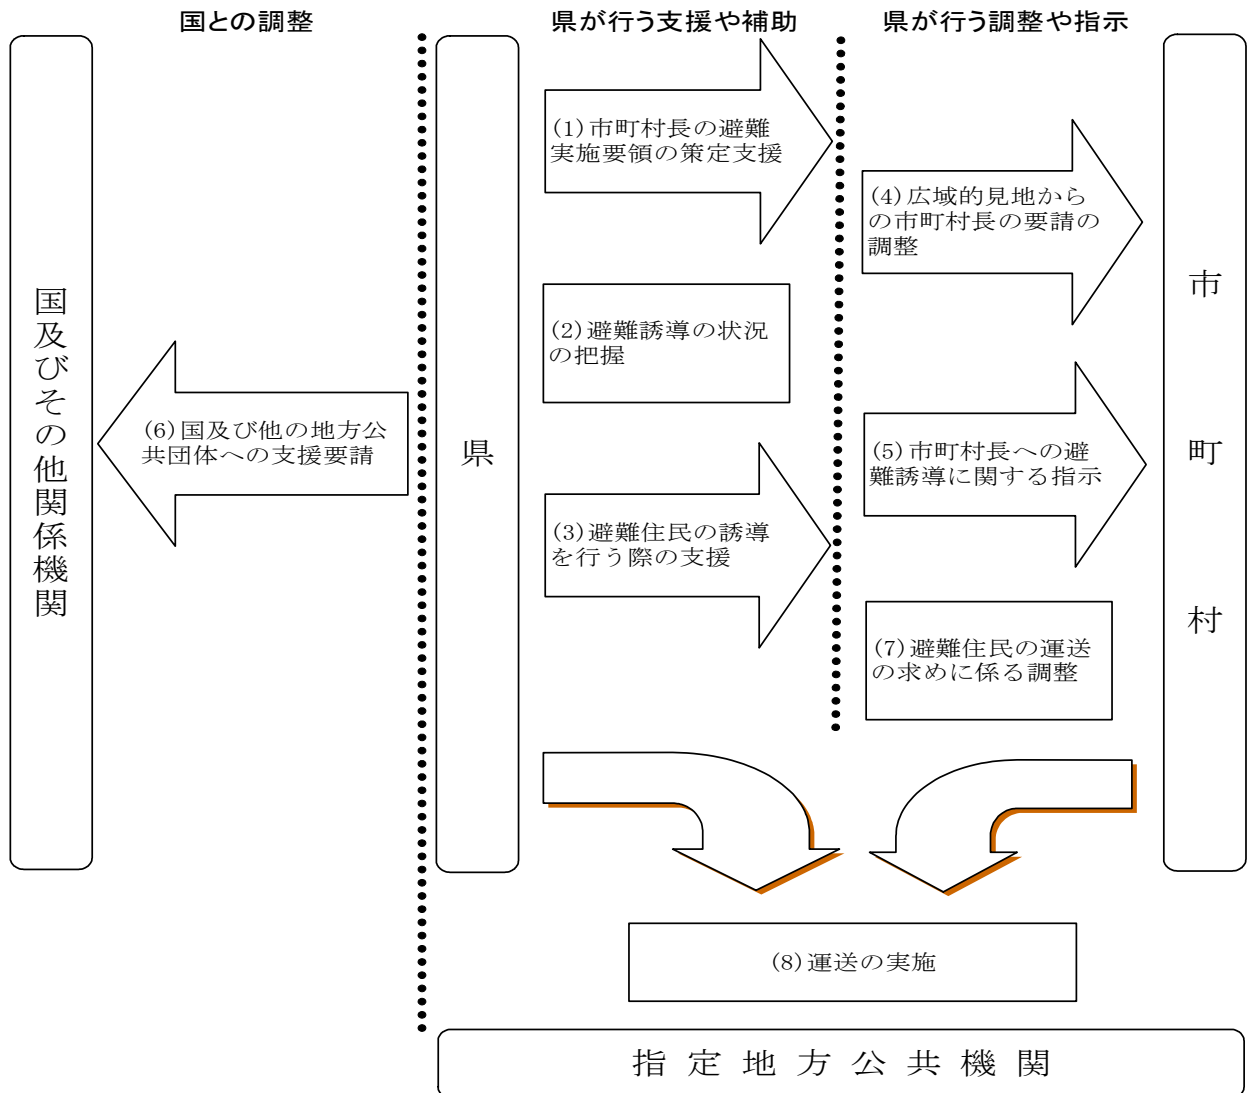 国との調整
県が行う支援や補助
県が行う調整や指示
国及びその他関係機関
県
市町村
(1)市町村長の避難
実施要領の策定支援
(2)避難誘導の状況
の把握
(3)避難住民の誘導
を行う際の支援
(4)広域的見地から
の市町村長の要請の
調整
(5)市町村長への避
難誘導に関する指示
(6)国及び他の地方公
共団体への支援要請
(7)避難住民の運送
の求めに係る調整
(8)運送の実施
指定地方公共機関